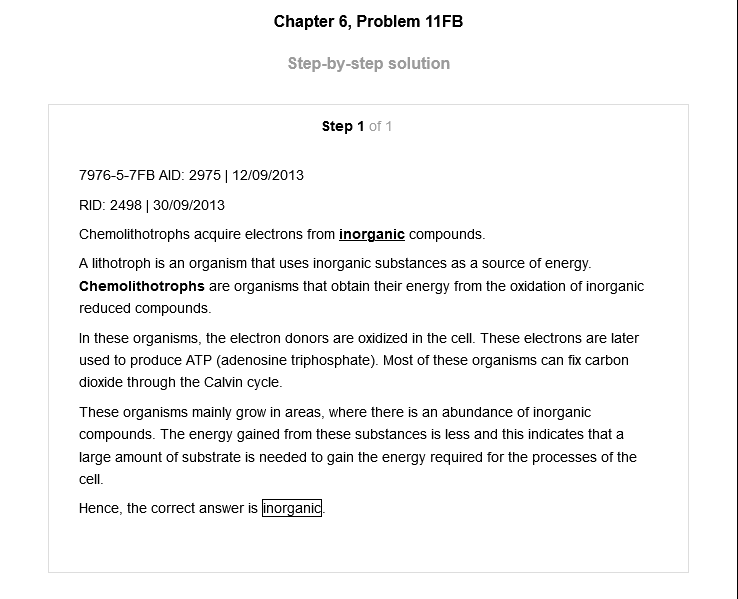 Chapter 6, Problem 11FB
Step-by-step solution
Step 1 of 1
7976-5-7FB AID: 2975 | 12/09/2013
RID: 2498 | 30/09/2013
Chemolithotrophs acquire electrons from inorganic compounds.
A lithotroph is an organism that uses inorganic substances as a source of energy.
Chemolithotrophs are organisms that obtain their energy from the oxidation of inorganic
reduced compounds.
In these organisms, the electron donors are oxidized in the cell. These electrons are later
used to produce ATP (adenosine triphosphate). Most of these organisms can fix carbon
dioxide through the Calvin cycle.
These organisms mainly grow in areas, where there is an abundance of inorganic
compounds. The energy gained from these substances is less and this indicates that a
large amount of substrate is needed to gain the energy required for the processes of the
cell.
Hence, the correct answer is inorganic.